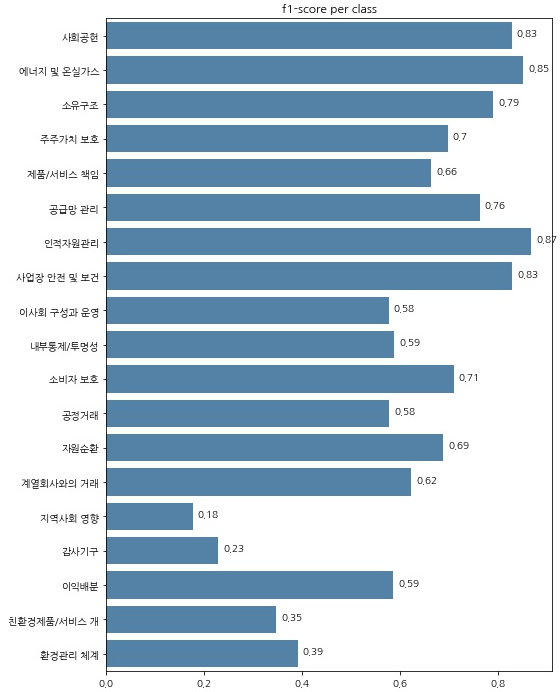 f1-score per class
사회공헌 0.83
에너지 및 온실가스 0.85
소유구조 0.79
주주가치 보호 0.7
제품/서비스 책임 0.66
공급망 관리 0.76
인적자원관리 0.87
사업장 안전 및 보건 0.83
이사회 구성과 운영 0.58
내부통제/투명성 0.59
소비자 보호 0.71
공정거래 0.58
자원순환 0.69
계열회사와의 거래 0.62
지역사회 영향 0.18
감사기구 0.23
이익배분 0.59
친환경제품/서비스 개 0.35
환경관리 체계 0.39
0.0 0.2 0.4 0.6 0.8